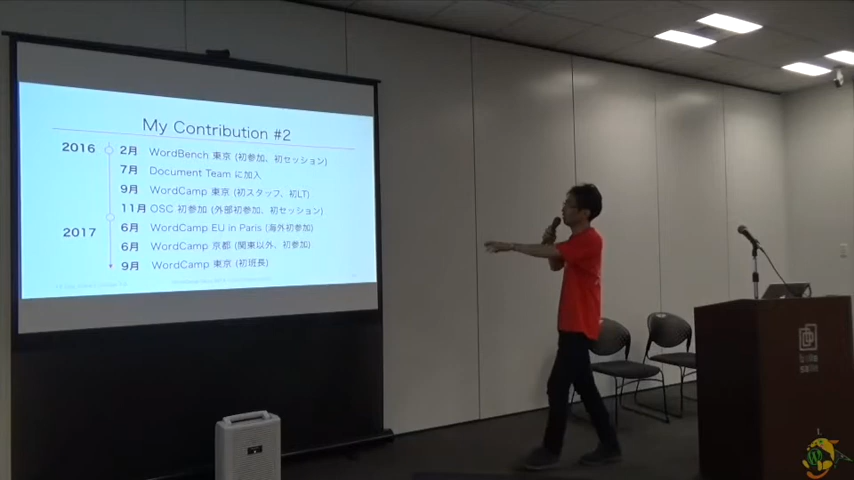 My Contribution #2
2016 2月 WordBench 東京 (初参加、初セッション)
7月 Document Team に加入
9月 WordCamp 東京 (初スタッフ、初LT)
11月 OSC 初参加 (外部初参加、初セッション)
2017 6月 WordCamp EU in Paris (海外初参加)
6月 WordCamp 京都 (関東以外、初参加)
9月 WordCamp 東京 (初班長)